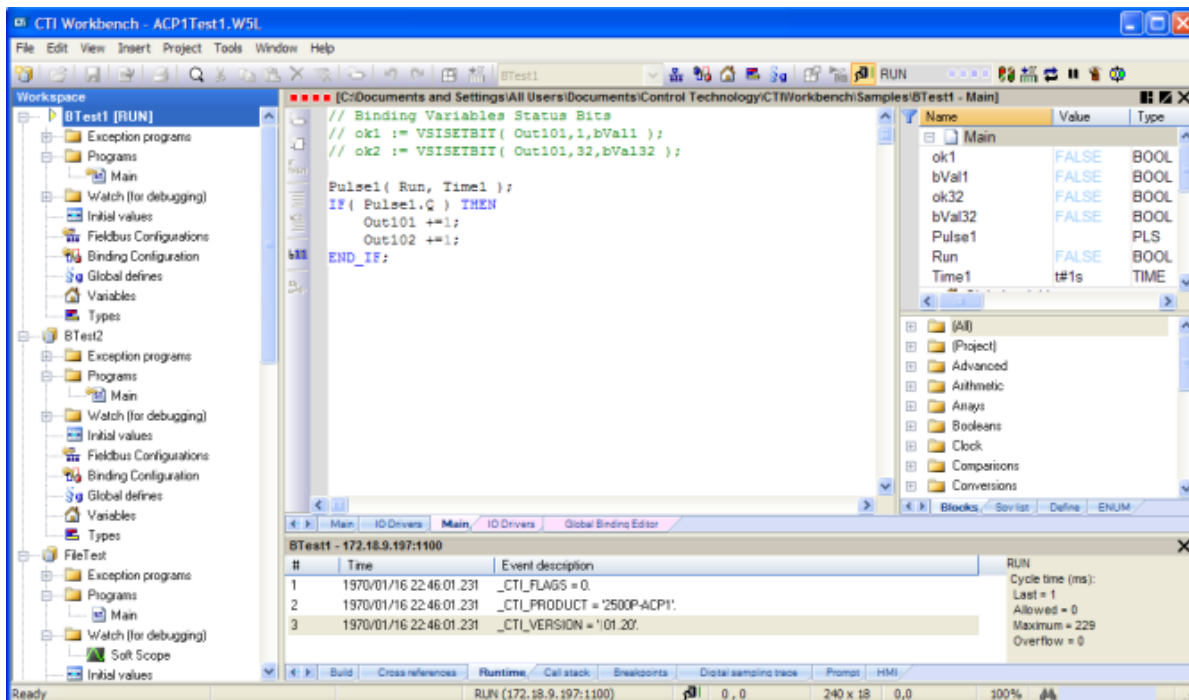 CTI Workbench - ACP1Test1.W5L
File Edit View Insert Project Tools Window Help
BTest1
RUN
Workspace
BTest1 [RUN]
Exception programs
Programs
Main
Watch (for debugging)
Initial values
Fieldbus Configurations
Binding Configuration
Global defines
Variables
Types
BTest2
Exception programs
Programs
Main
Watch (for debugging)
Initial values
Fieldbus Configurations
Binding Configuration
Global defines
Variables
Types
FileTest
Exception programs
Programs
Main
Watch (for debugging)
Soft Scope
Initial values
[C:\Documents and Settings\All Users\Documents\Control Technology\CTIWorkbench\Samples\BTest1 - Main]
// Binding Variables Status Bits
// ok1 := VSISETBIT( Out101,1,bVal1 );
// ok2 := VSISETBIT( Out101,32,bVal32 );
Pulse1( Run, Time1 );
IF( Pulse1.Q ) THEN
Out101 +=1;
Out102 +=1;
END_IF;
Main IO Drivers Main IO Drivers Global Binding Editor
Name Value Type
Main
ok1 FALSE BOOL
bVal1 FALSE BOOL
ok32 FALSE BOOL
bVal32 FALSE BOOL
Pulse1 PLS
Run FALSE BOOL
Time1 t#1s TIME
(All)
(Project)
Advanced
Arithmetic
Arrays
Booleans
Clock
Comparisons
Conversions
Blocks Spy list Define ENUM
BTest1 - 172.18.9.197:1100
# Time Event description
1 1970/01/16 22:46:01.231 _CTI_FLAGS = 0.
2 1970/01/16 22:46:01.231 _CTI_PRODUCT = '2500P-ACP1'.
3 1970/01/16 22:46:01.231 _CTI_VERSION = '|01.20'.
RUN
Cycle time (ms):
Last = 1
Allowed = 0
Maximum = 229
Overflow = 0
Build Cross references Runtime Call stack Breakpoints Digital sampling trace Prompt HMI
Ready RUN (172.18.9.197:1100) 0 , 0 240 x 18 0,0 100%